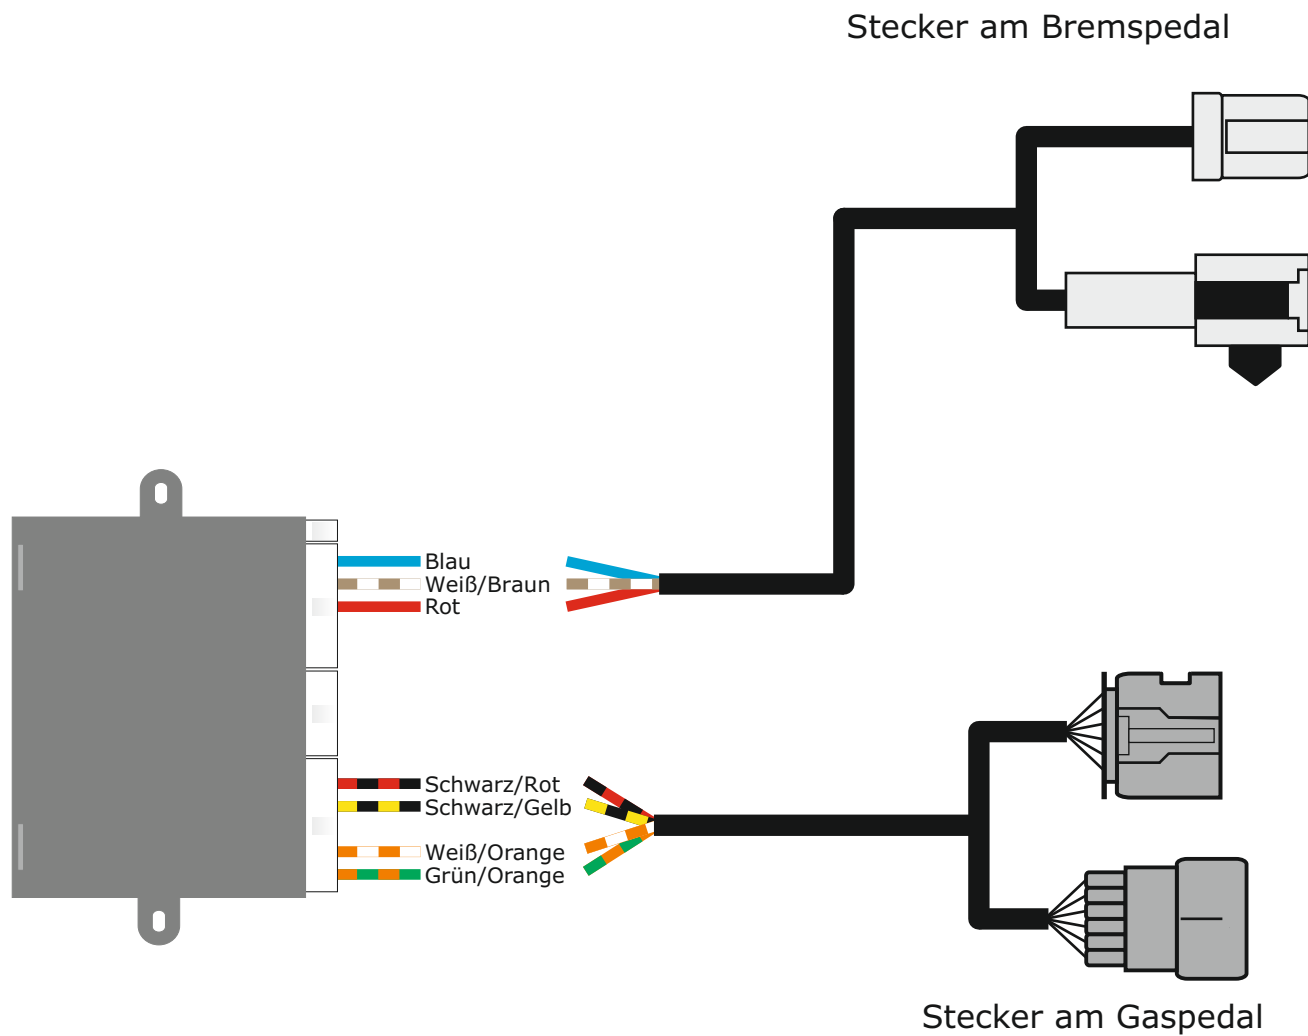 Stecker am Bremspedal
Blau
Weiß/Braun
Rot
Schwarz/Rot
Schwarz/Gelb
Weiß/Orange
Grün/Orange
Stecker am Gaspedal